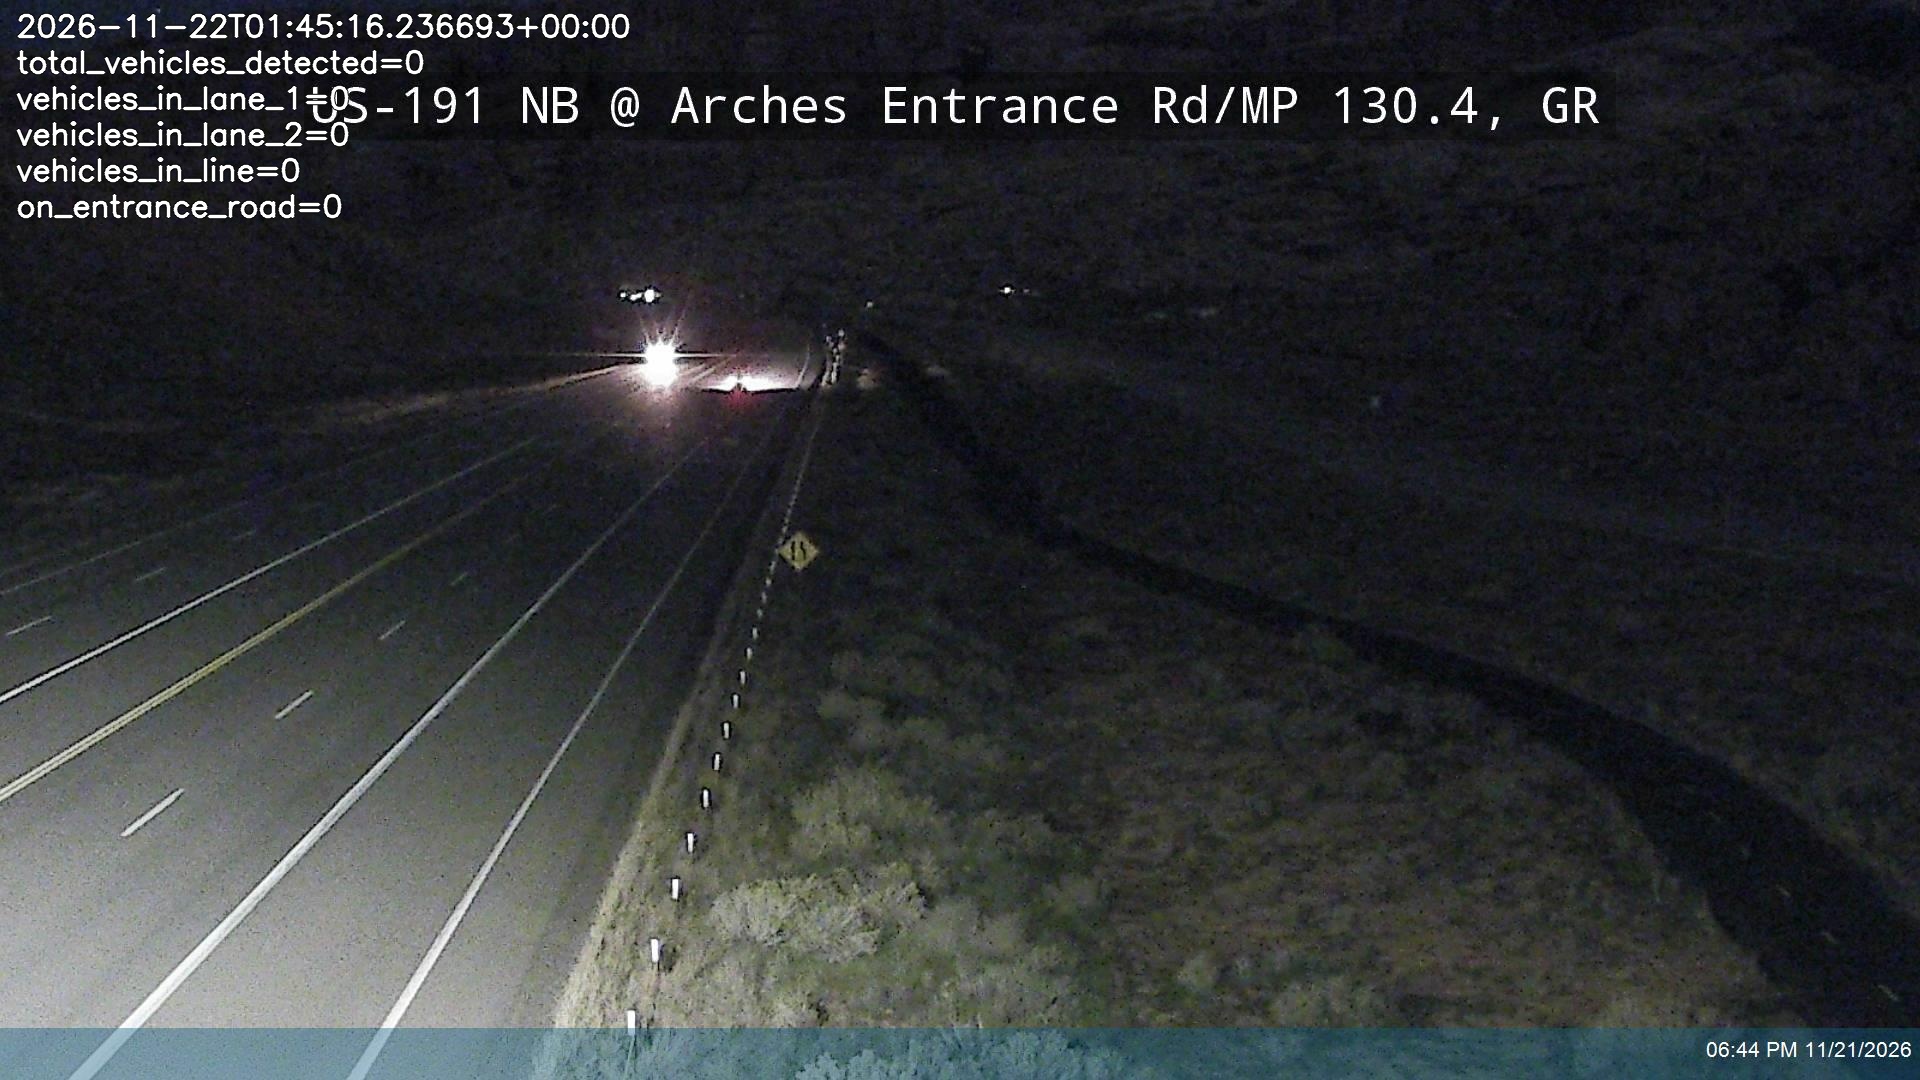 2026-11-22T01:45:16.236693+00:00
total_vehicles_detected=0
vehicles_in_lane_1=0
US-191 NB @ Arches Entrance Rd/MP 130.4, GR
vehicles_in_lane_2=0
vehicles_in_line=0
on_entrance_road=0
06:44 PM 11/21/2026